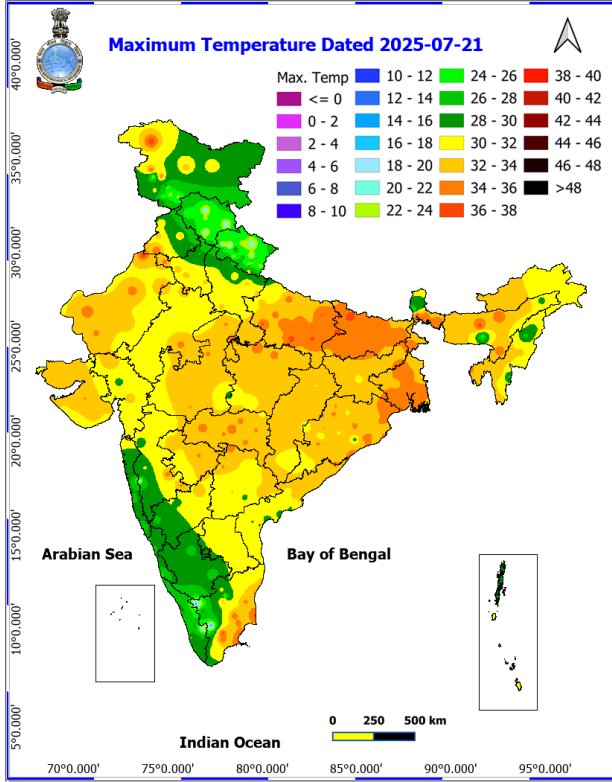 Maximum Temperature Dated 2025-07-21
Max. Temp
<= 0
0 - 2
2 - 4
4 - 6
6 - 8
8 - 10
10 - 12
12 - 14
14 - 16
16 - 18
18 - 20
20 - 22
22 - 24
24 - 26
26 - 28
28 - 30
30 - 32
32 - 34
34 - 36
36 - 38
38 - 40
40 - 42
42 - 44
44 - 46
46 - 48
>48
40°0.000'
35°0.000'
30°0.000'
25°0.000'
20°0.000'
15°0.000'
10°0.000'
5°0.000'
Arabian Sea
Bay of Bengal
Indian Ocean
0 250 500 km
70°0.000' 75°0.000' 80°0.000' 85°0.000' 90°0.000' 95°0.000'